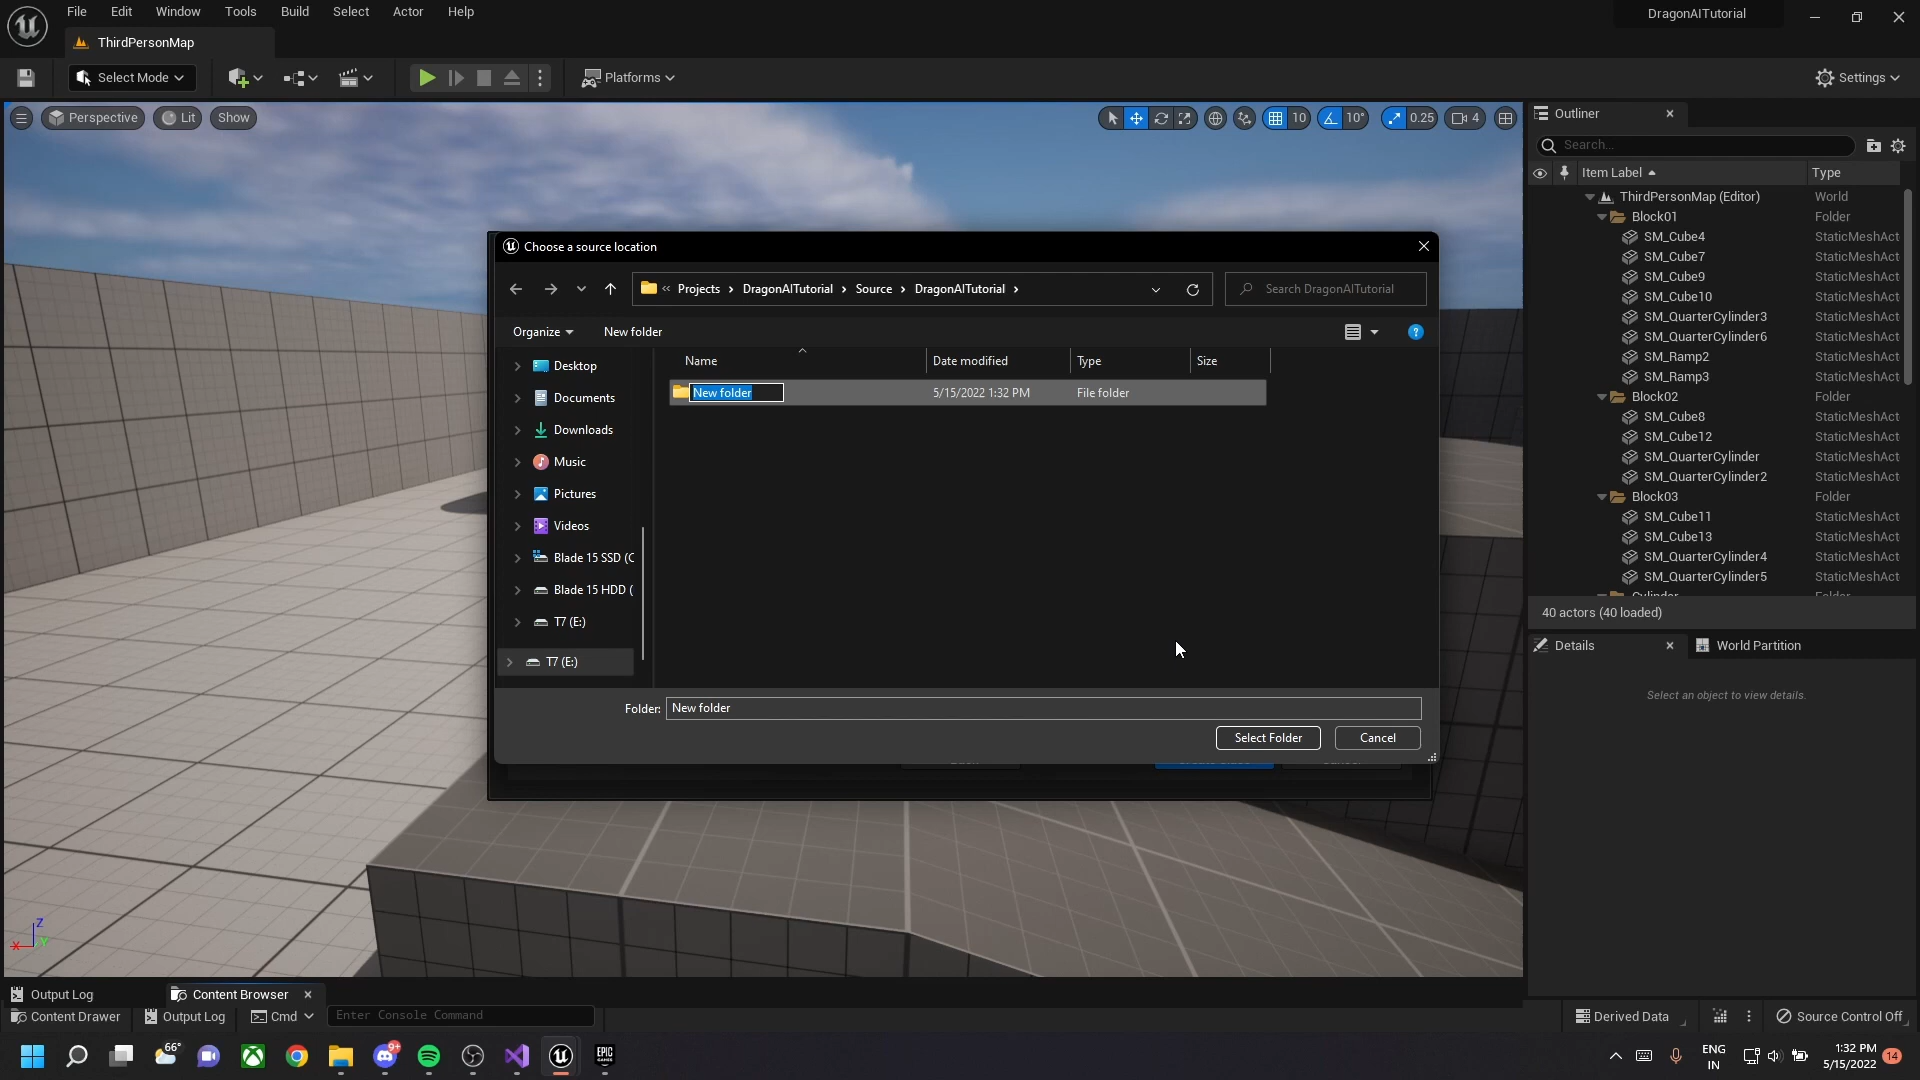 File Edit Window Tools Build Select Actor Help
DragonAITutorial
ThirdPersonMap
Select Mode
Platforms
Settings
Perspective
Lit
Show
10
10°
0.25
4
Outliner
Search...
Item Label
Type
ThirdPersonMap (Editor) World
Block01 Folder
SM_Cube4 StaticMeshAct
SM_Cube7 StaticMeshAct
SM_Cube9 StaticMeshAct
SM_Cube10 StaticMeshAct
SM_QuarterCylinder3 StaticMeshAct
SM_QuarterCylinder6 StaticMeshAct
SM_Ramp2 StaticMeshAct
SM_Ramp3 StaticMeshAct
Block02 Folder
SM_Cube8 StaticMeshAct
SM_Cube12 StaticMeshAct
SM_QuarterCylinder StaticMeshAct
SM_QuarterCylinder2 StaticMeshAct
Block03 Folder
SM_Cube11 StaticMeshAct
SM_Cube13 StaticMeshAct
SM_QuarterCylinder4 StaticMeshAct
SM_QuarterCylinder5 StaticMeshAct
Cylinder Folder
40 actors (40 loaded)
Details
World Partition
Select an object to view details.
Choose a source location
« Projects › DragonAITutorial › Source › DragonAITutorial ›
Search DragonAITutorial
Organize
New folder
Name Date modified Type Size
New folder 5/15/2022 1:32 PM File folder
Desktop
Documents
Downloads
Music
Pictures
Videos
Blade 15 SSD (C
Blade 15 HDD (
T7 (E:)
T7 (E:)
Folder: New folder
Select Folder
Cancel
Z
X
Y
Output Log
Content Browser
Content Drawer
Output Log
Cmd
Enter Console Command
Derived Data
Source Control Off
66°
9+
EPIC
GAMES
ENG
IN
1:32 PM
5/15/2022
14